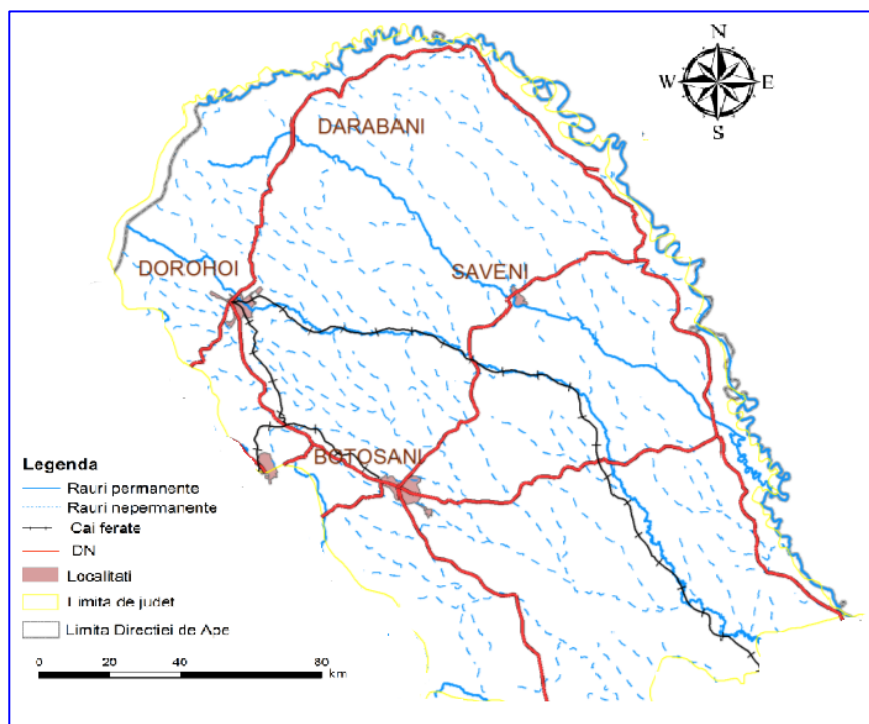 N
W E
S
DARABANI
DOROHOI
SAVENI
BOTOSANI
Legenda
Rauri permanente
Rauri nepermanente
Cai ferate
DN
Localitati
Limita de judet
Limita Directiei de Ape
0 20 40 80
km